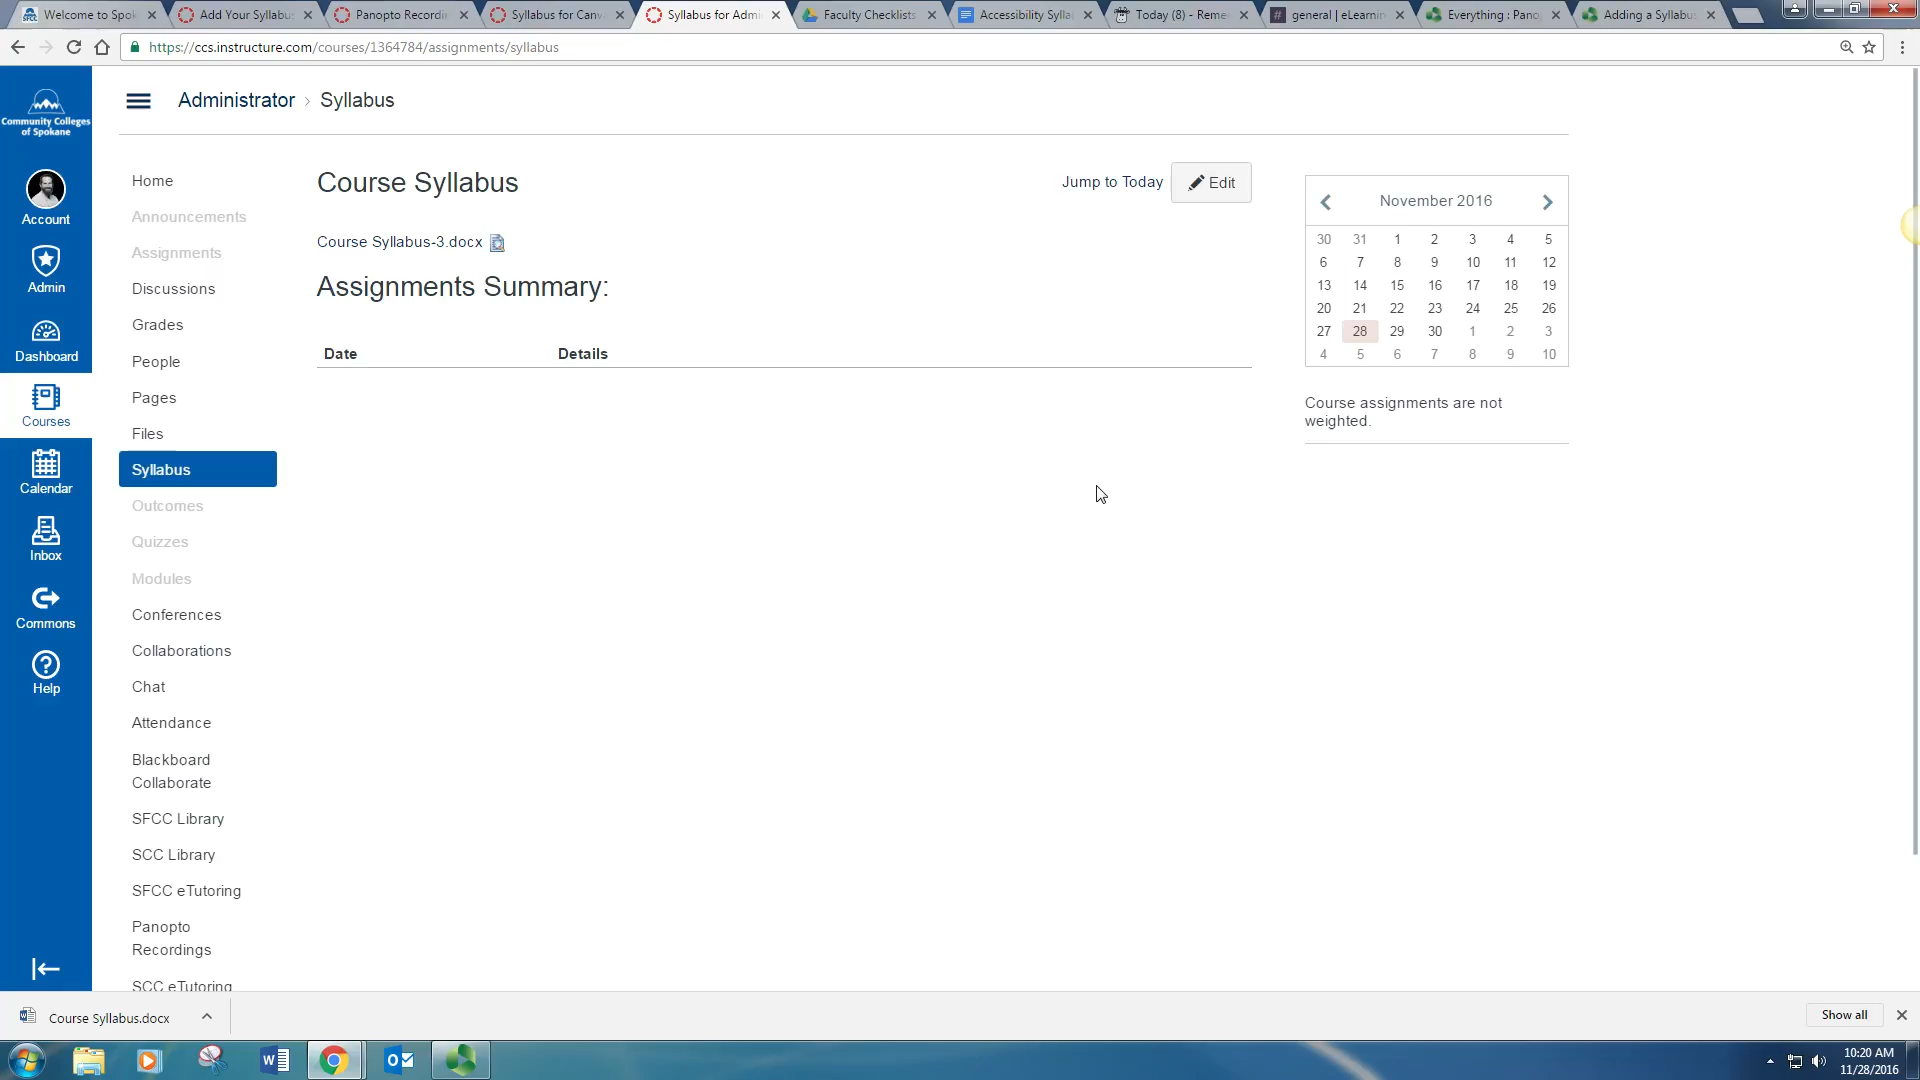 Welcome to Spok
Add Your Syllabu
Panopto Recordin
Syllabus for Canv
Syllabus for Admi
Faculty Checklists
Accessibility Sylla
Today (8) - Reme
general | eLearnin
Everything : Pano
Adding a Syllabus
https://ccs.instructure.com/courses/1364784/assignments/syllabus
Community Colleges
of Spokane
Account
Admin
Dashboard
Courses
Calendar
Inbox
Commons
Help
Administrator › Syllabus
Home
Announcements
Assignments
Discussions
Grades
People
Pages
Files
Syllabus
Outcomes
Quizzes
Modules
Conferences
Collaborations
Chat
Attendance
Blackboard
Collaborate
SFCC Library
SCC Library
SFCC eTutoring
Panopto
Recordings
SCC eTutoring
Course Syllabus
Jump to Today
Edit
Course Syllabus-3.docx
Assignments Summary:
Date Details
November 2016
30 31 1 2 3 4 5
6 7 8 9 10 11 12
13 14 15 16 17 18 19
20 21 22 23 24 25 26
27 28 29 30 1 2 3
4 5 6 7 8 9 10
Course assignments are not
weighted.
Course Syllabus.docx
Show all
10:20 AM
11/28/2016